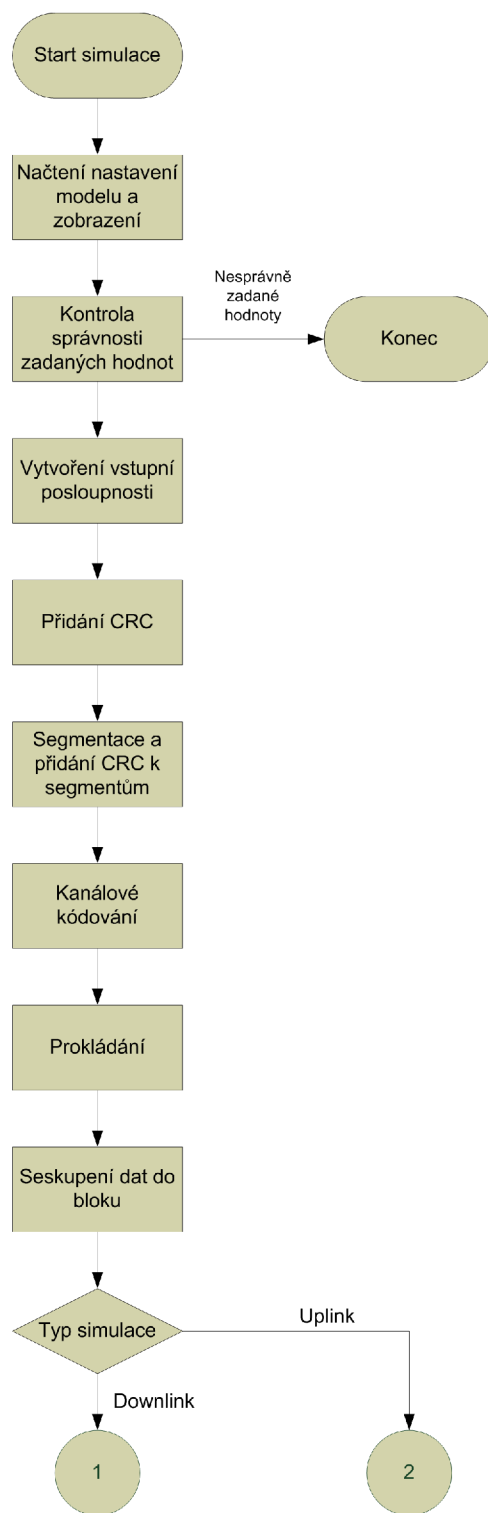 Start simulace
Načtení nastavení
modelu a
zobrazení
Nesprávně
zadané
hodnoty
Kontrola
správnosti
zadaných hodnot
Konec
Vytvoření vstupní
posloupnosti
Přidání CRC
Segmentace a
přidání CRC k
segmentům
Kanálové
kódování
Prokládání
Seskupení dat do
bloku
Typ simulace
Uplink
Downlink
1
2